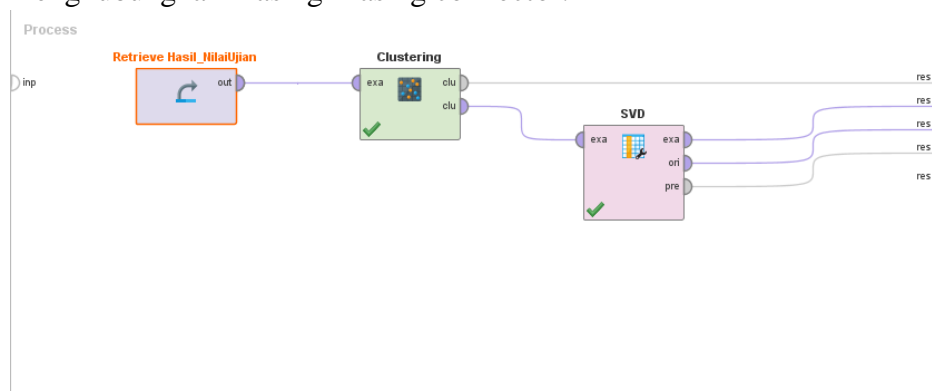 Process
Retrieve Hasil_NilaiUjian
Clustering
inp
out
exa
clu
res
clu
res
SVD
res
exa
exa
res
ori
res
pre